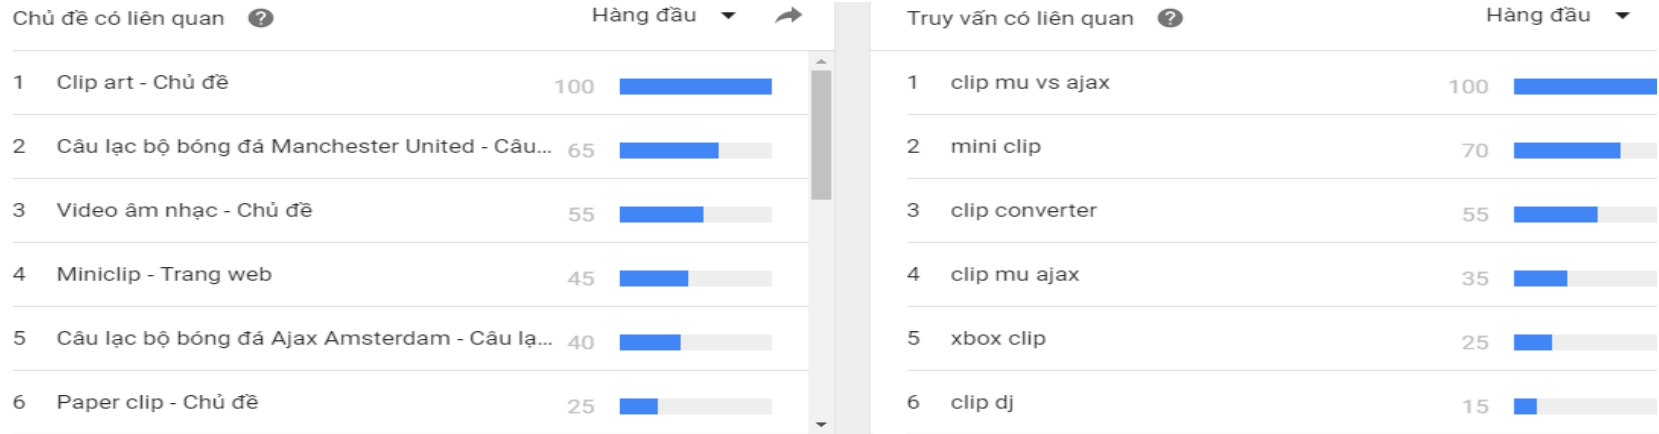 Chủ đề có liên quan ? Hàng đầu
1 Clip art - Chủ đề 100
2 Câu lạc bộ bóng đá Manchester United - Câu... 65
3 Video âm nhạc - Chủ đề 55
4 Miniclip - Trang web 45
5 Câu lạc bộ bóng đá Ajax Amsterdam - Câu lạ... 40
6 Paper clip - Chủ đề 25
Truy vấn có liên quan ? Hàng đầu
1 clip mu vs ajax 100
2 mini clip 70
3 clip converter 55
4 clip mu ajax 35
5 xbox clip 25
6 clip dj 15